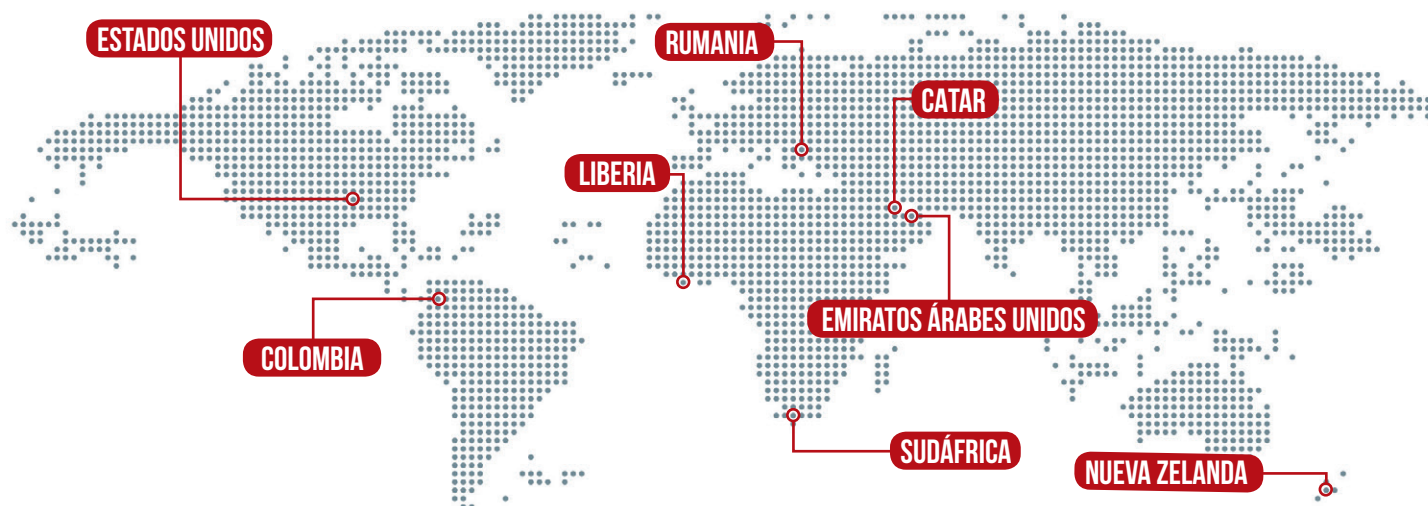 ESTADOS UNIDOS
RUMANIA
CATAR
LIBERIA
EMIRATOS ÁRABES UNIDOS
COLOMBIA
SUDÁFRICA
NUEVA ZELANDA